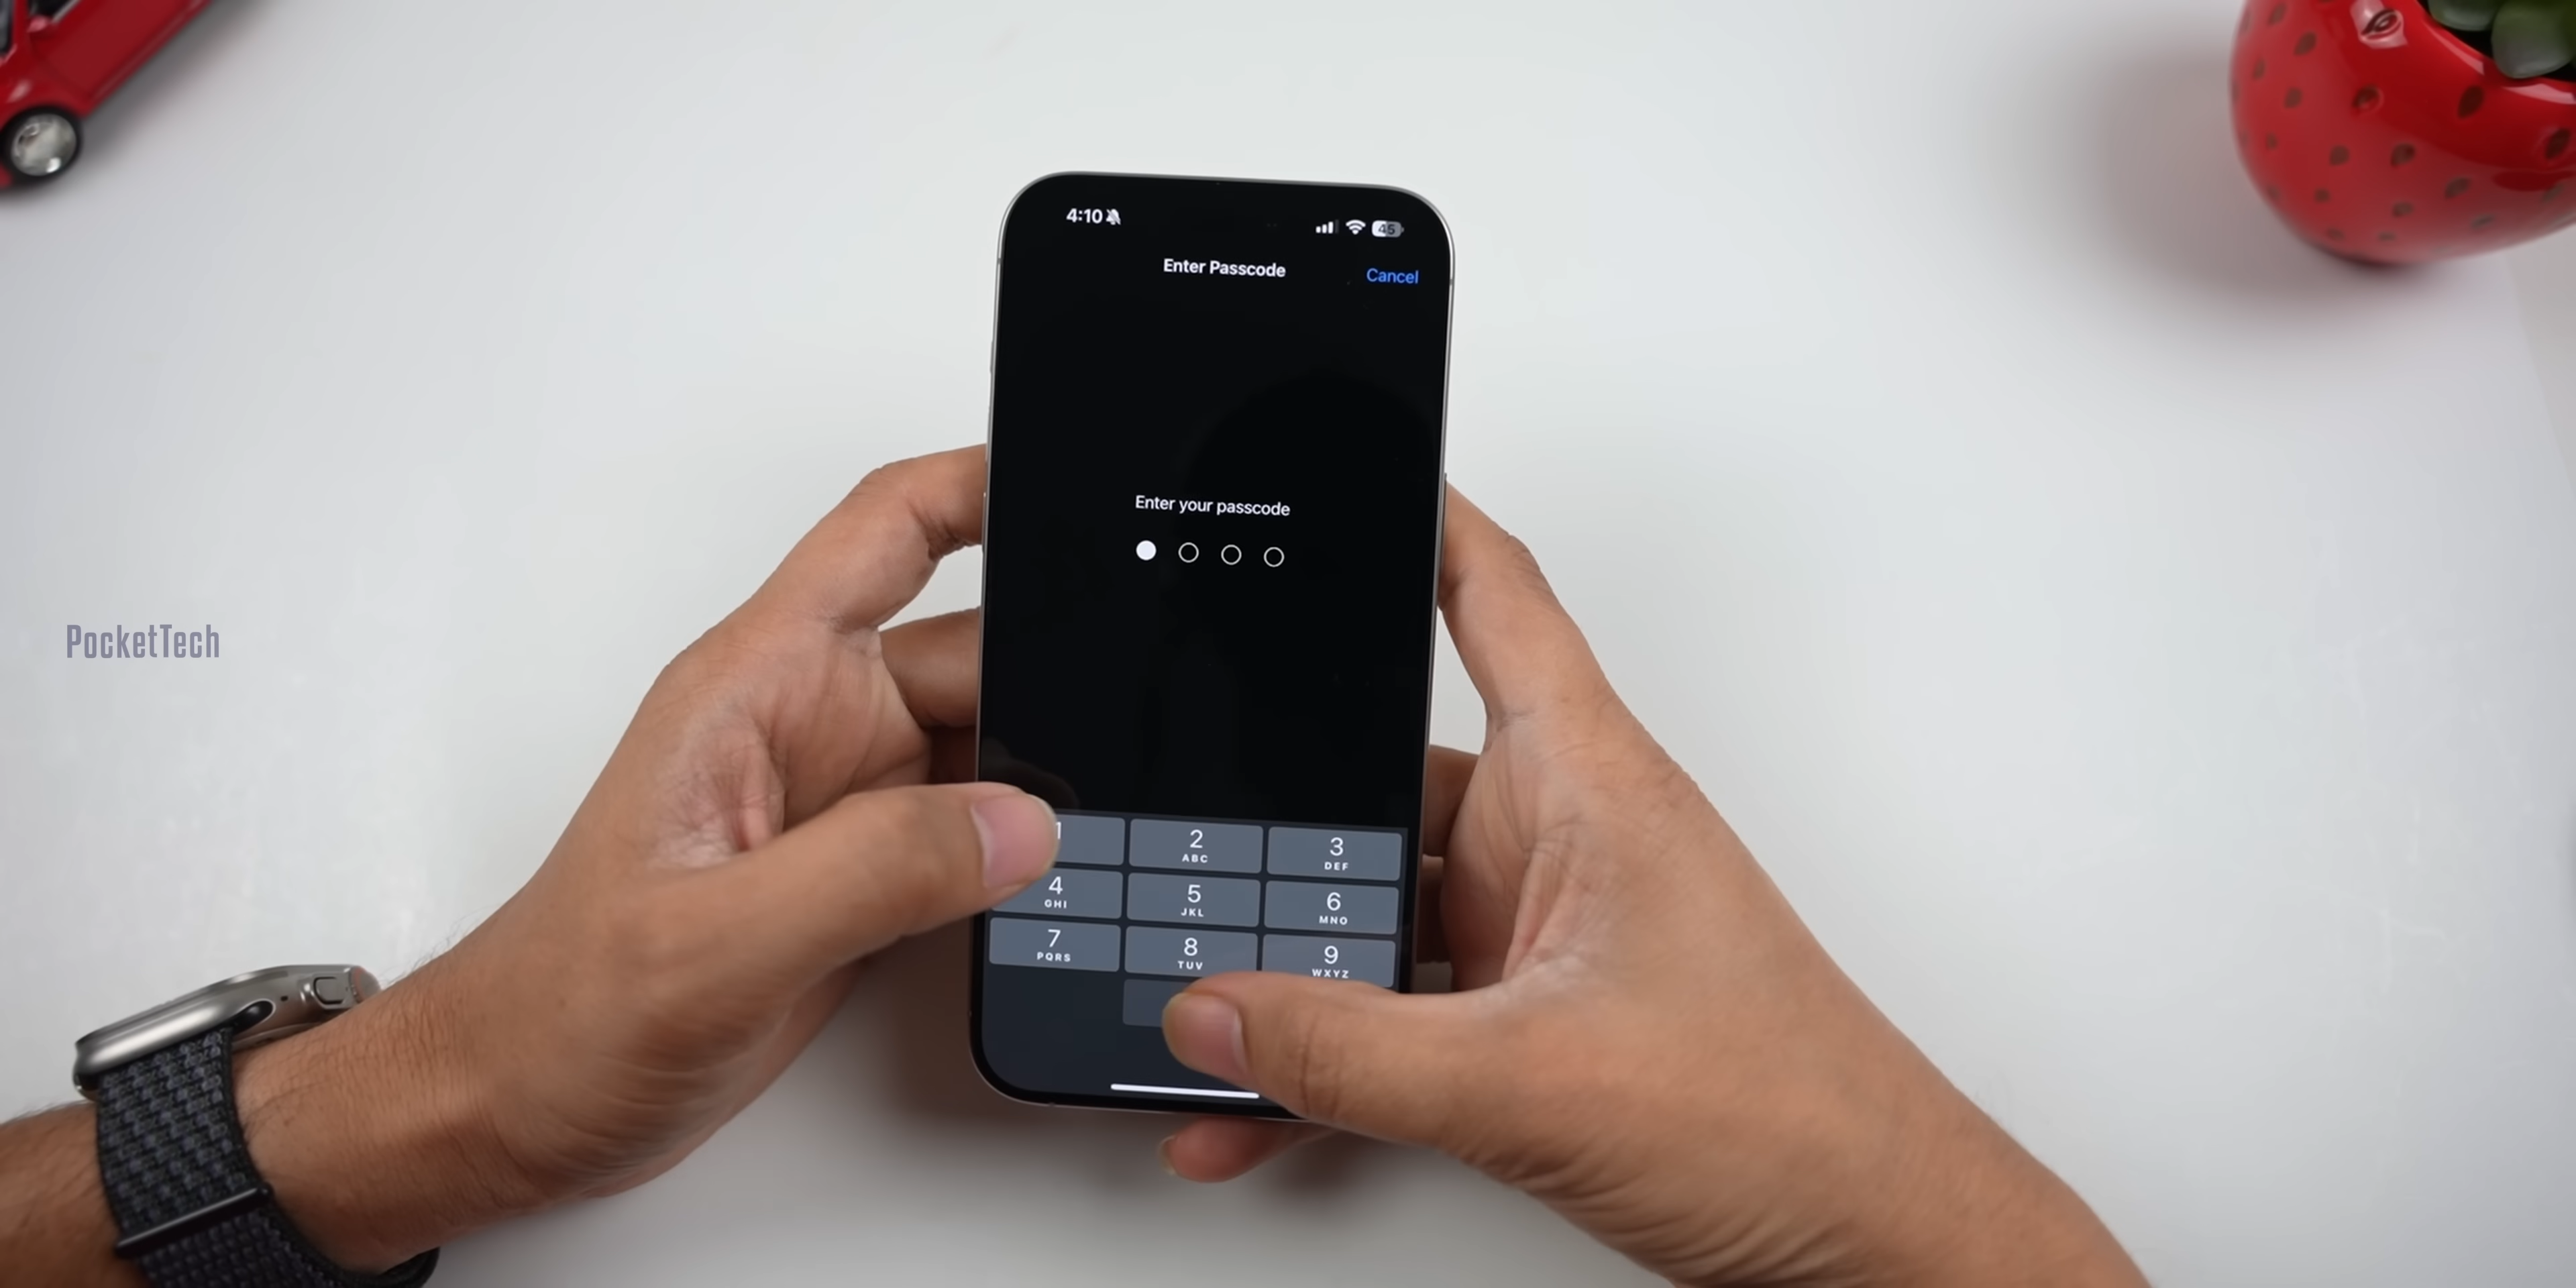 4:10
45
Enter Passcode
Cancel
Enter your passcode
PocketTech
1
2
ABC
3
DEF
4
GHI
5
JKL
6
MNO
7
PQRS
8
TUV
9
WXYZ